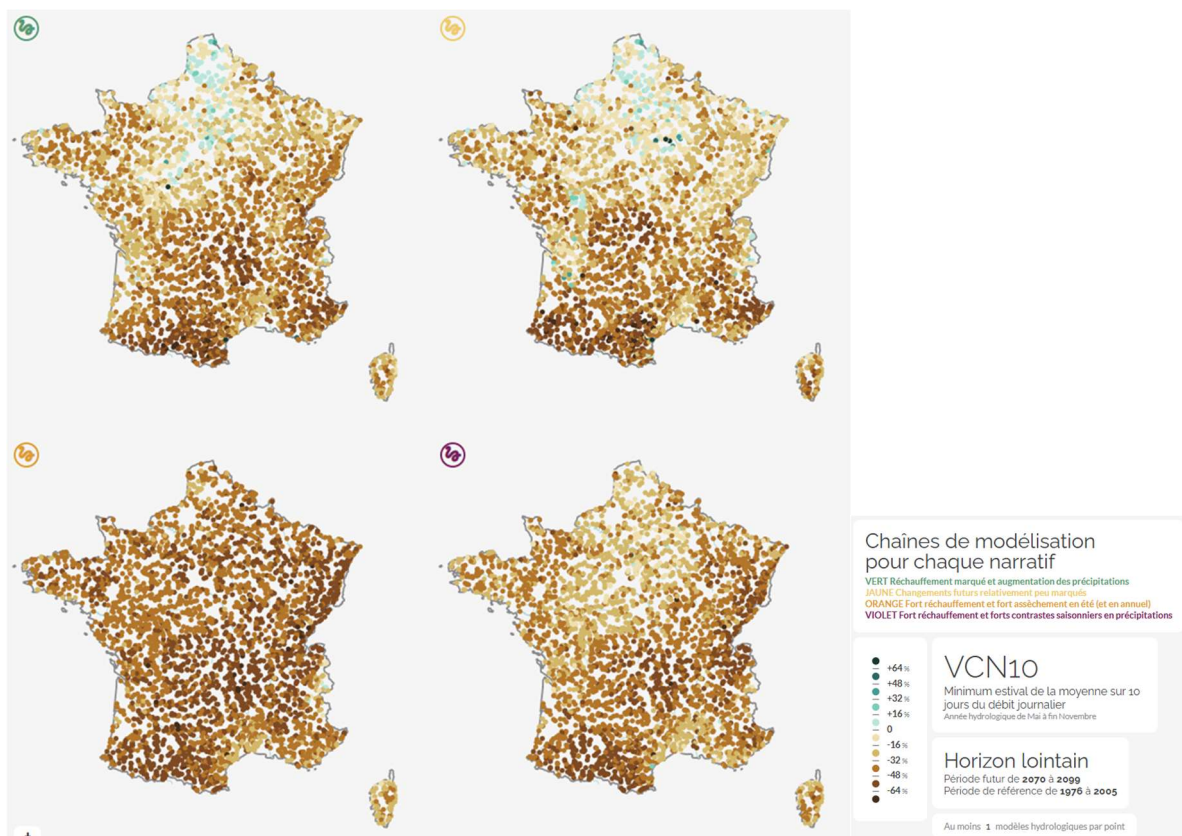 Chaînes de modélisation
pour chaque narratif
VERT Réchauffement marqué et augmentation des précipitations
JAUNE Changements futurs relativement peu marqués
ORANGE Fort réchauffement et fort assèchement en été (et en annuel)
VIOLET Fort réchauffement et forts contrastes saisonniers en précipitations
+64 %
+48 %
+32 %
+16 %
0
-16 %
-32 %
-48 %
-64 %
VCN10
Minimum estival de la moyenne sur 10
jours du débit journalier
Année hydrologique de Mai à fin Novembre
Horizon lointain
Période futur de 2070 à 2099
Période de référence de 1976 à 2005
Au moins 1 modèles hydrologiques par point